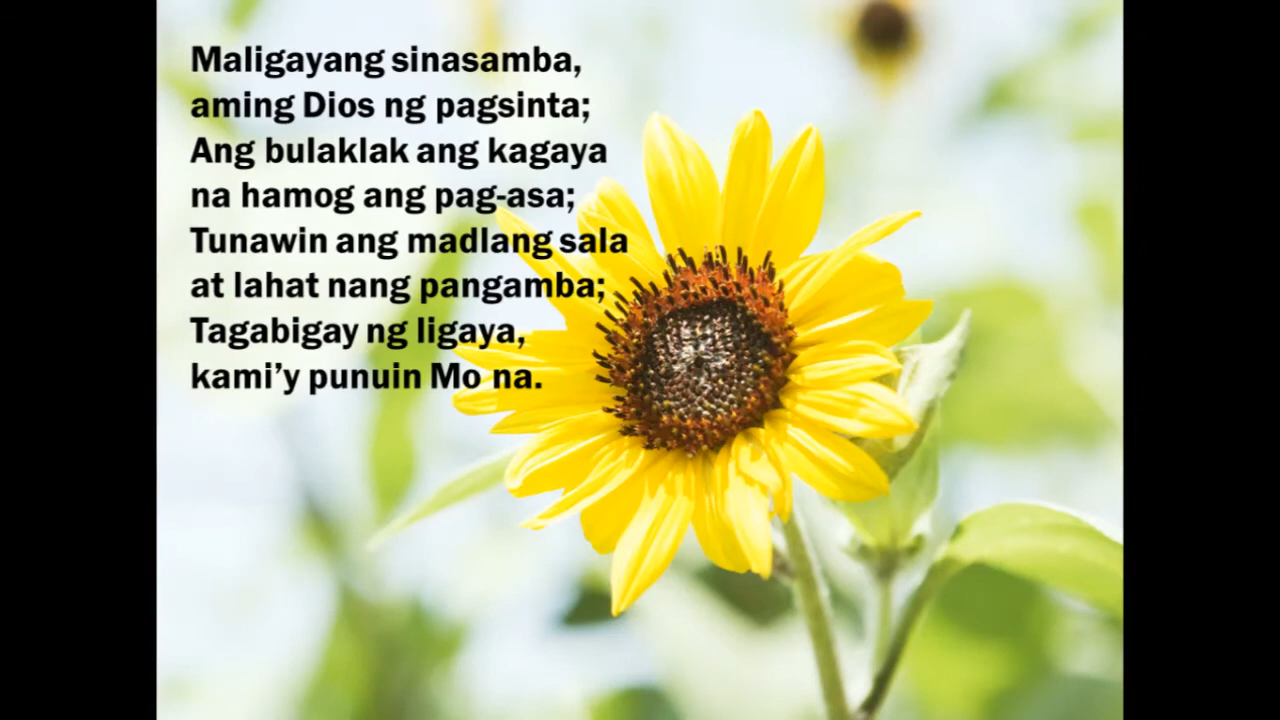 Maligayang sinasamba,
aming Dios ng pagsinta;
Ang bulaklak ang kagaya
na hamog ang pag-asa;
Tunawin ang madlang sala
at lahat nang pangamba;
Tagabigay ng ligaya,
kami’y punuin Mo na.